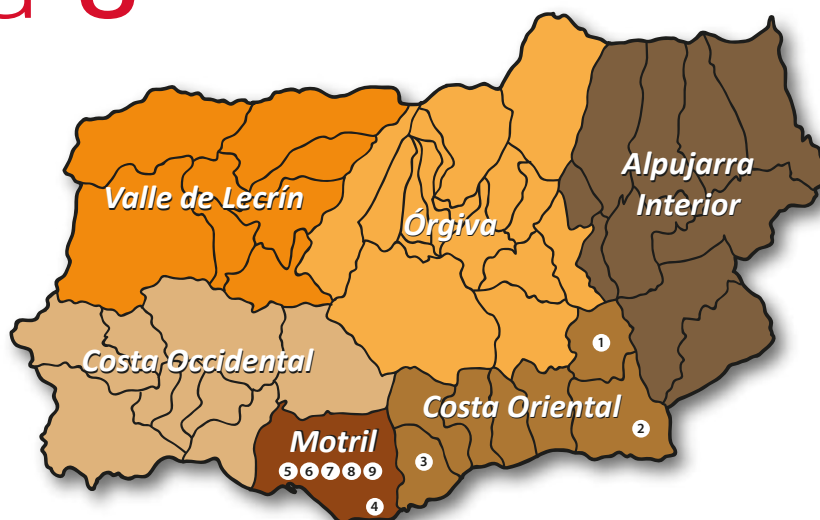 Alpujarra
Interior
Valle de Lecrín
Órgiva
1
Costa Occidental
Costa Oriental
2
Motril
3
5 6 7 8 9
4